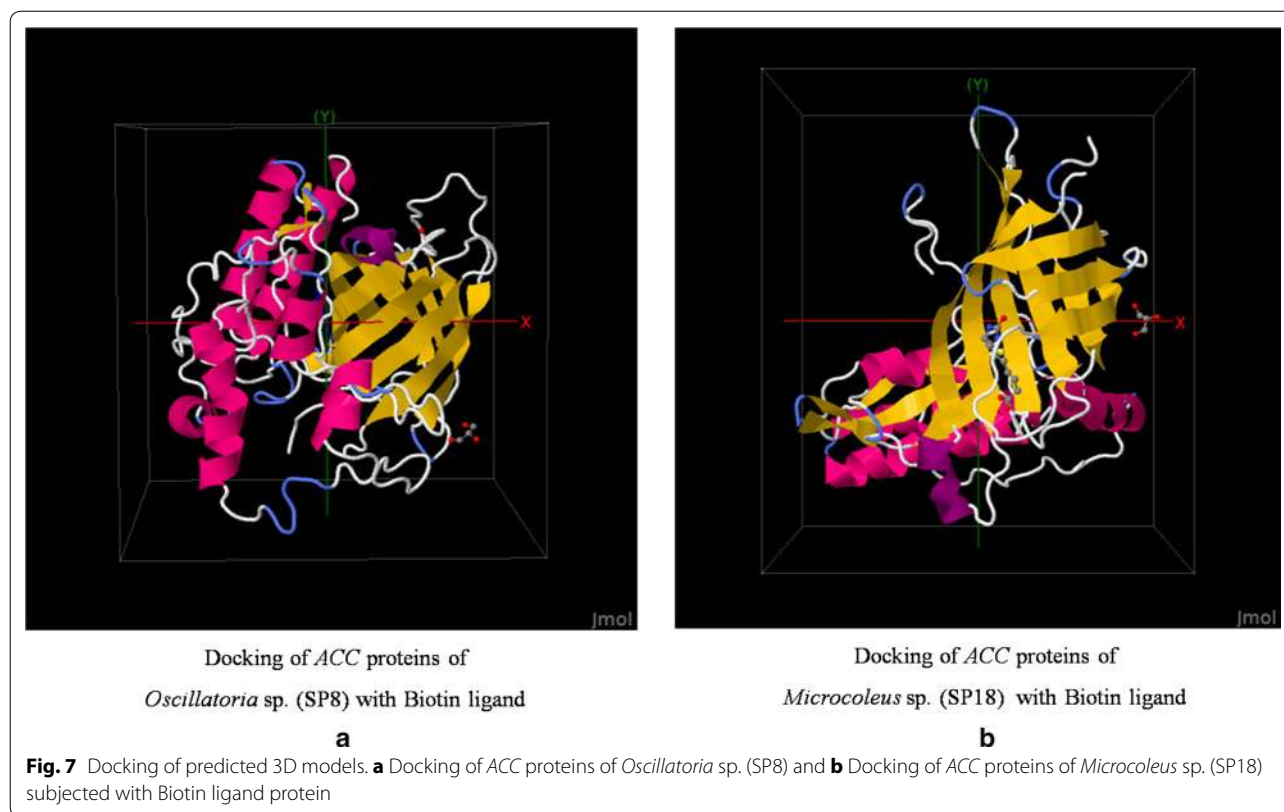 (Y)
X
Jmol
Docking of ACC proteins of
Oscillatoria sp. (SP8) with Biotin ligand
a
(Y)
X
Jmol
Docking of ACC proteins of
Microcoleus sp. (SP18) with Biotin ligand
b
Fig. 7 Docking of predicted 3D models. a Docking of ACC proteins of Oscillatoria sp. (SP8) and b Docking of ACC proteins of Microcoleus sp. (SP18)
subjected with Biotin ligand protein